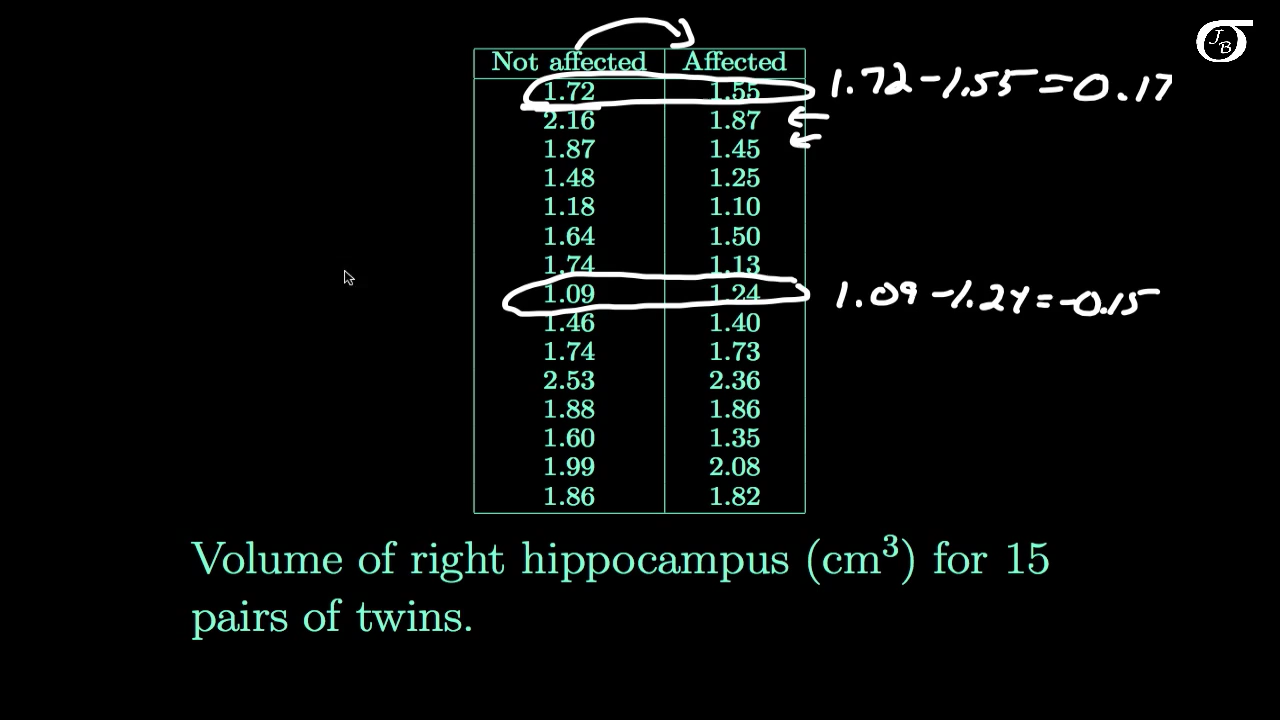 JB
Not affected Affected
1.72 1.55 1.72-1.55=0.17
2.16 1.87
1.87 1.45
1.48 1.25
1.18 1.10
1.64 1.50
1.74 1.13
1.09 1.24 1.09-1.24=-0.15
1.46 1.40
1.74 1.73
2.53 2.36
1.88 1.86
1.60 1.35
1.99 2.08
1.86 1.82
Volume of right hippocampus (cm³) for 15
pairs of twins.